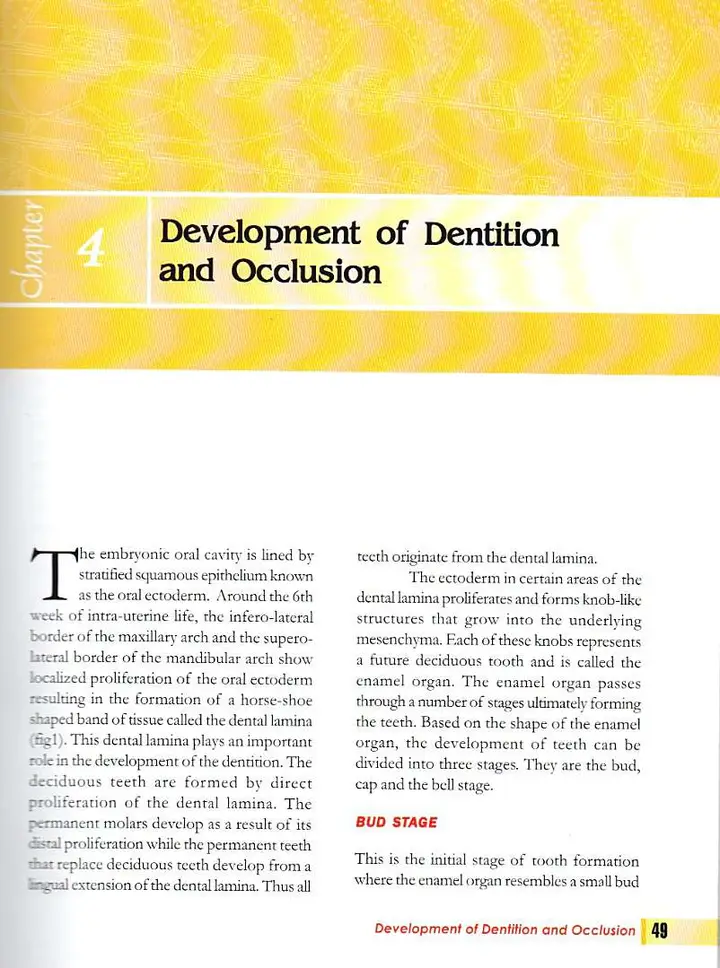 Chapter
4
Development of Dentition
and Occlusion
The embryonic oral cavity is lined by
stratified squamous epithelium known
as the oral ectoderm. Around the 6th
week of intra-uterine life, the infero-lateral
border of the maxillary arch and the supero-
lateral border of the mandibular arch show
localized proliferation of the oral ectoderm
resulting in the formation of a horse-shoe
shaped band of tissue called the dental lamina
(fig1). This dental lamina plays an important
role in the development of the dentition. The
deciduous teeth are formed by direct
proliferation of the dental lamina. The
permanent molars develop as a result of its
distal proliferation while the permanent teeth
that replace deciduous teeth develop from a
lingual extension of the dental lamina. Thus all
teeth originate from the dental lamina.
The ectoderm in certain areas of the
dental lamina proliferates and forms knob-like
structures that grow into the underlying
mesenchyma. Each of these knobs represents
a future deciduous tooth and is called the
enamel organ. The enamel organ passes
through a number of stages ultimately forming
the teeth. Based on the shape of the enamel
organ, the development of teeth can be
divided into three stages. They are the bud,
cap and the bell stage.
BUD STAGE
This is the initial stage of tooth formation
where the enamel organ resembles a small bud
Development of Dentition and Occlusion 49